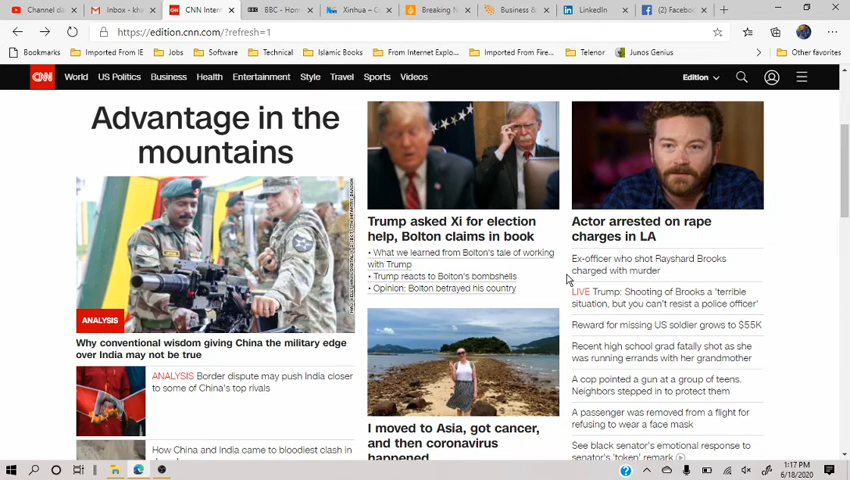 Channel da
Inbox - kha
CNN Intern
BBC - Hom
Xinhua – C
Breaking N
Business &
LinkedIn
(2) Facebo
https://edition.cnn.com/?refresh=1
Bookmarks
Imported From IE
Jobs
Software
Technical
Islamic Books
From Internet Explo...
Imported From Fire...
Telenor
Junos Genius
Other favorites
CNN World US Politics Business Health Entertainment Style Travel Sports Videos
Edition
Advantage in the
mountains
ANALYSIS
Why conventional wisdom giving China the military edge
over India may not be true
ANALYSIS Border dispute may push India closer
to some of China's top rivals
How China and India came to bloodiest clash in
Trump asked Xi for election
help, Bolton claims in book
• What we learned from Bolton's tale of working
with Trump
• Trump reacts to Bolton's bombshells
• Opinion: Bolton betrayed his country
I moved to Asia, got cancer,
and then coronavirus
happened
Actor arrested on rape
charges in LA
Ex-officer who shot Rayshard Brooks
charged with murder
LIVE Trump: Shooting of Brooks a 'terrible
situation, but you can't resist a police officer'
Reward for missing US soldier grows to $55K
Recent high school grad fatally shot as she
was running errands with her grandmother
A cop pointed a gun at a group of teens.
Neighbors stepped in to protect them
A passenger was removed from a flight for
refusing to wear a face mask
See black senator's emotional response to
senator's 'token' remark
1:17 PM
6/18/2020